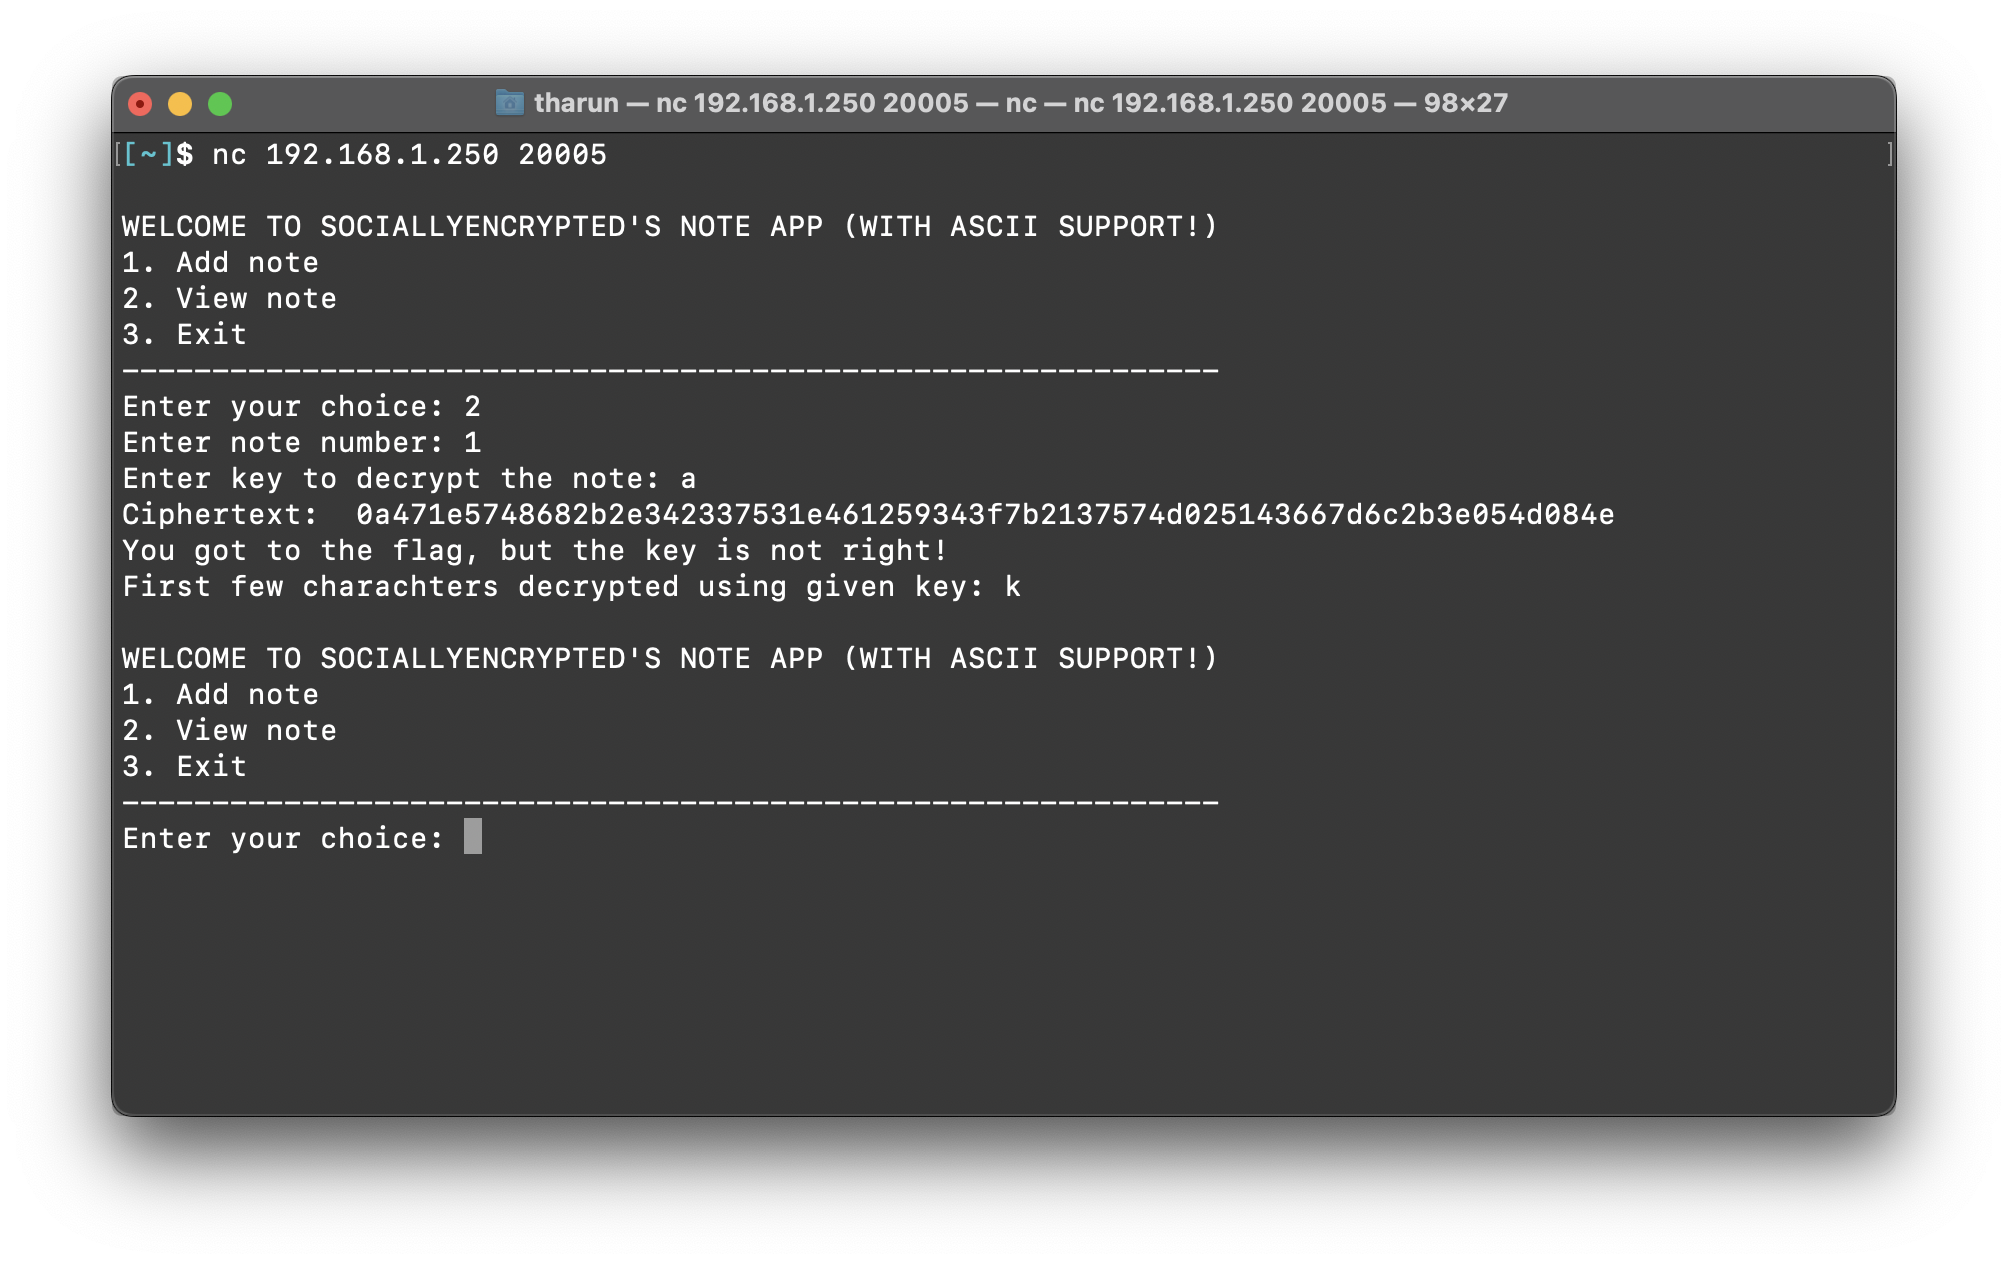 tharun — nc 192.168.1.250 20005 — nc — nc 192.168.1.250 20005 — 98×27
[[~]$ nc 192.168.1.250 20005 ]
WELCOME TO SOCIALLYENCRYPTED'S NOTE APP (WITH ASCII SUPPORT!)
1. Add note
2. View note
3. Exit
-------------------------------------------------------------
Enter your choice: 2
Enter note number: 1
Enter key to decrypt the note: a
Ciphertext:  0a471e5748682b2e342337531e461259343f7b2137574d025143667d6c2b3e054d084e
You got to the flag, but the key is not right!
First few charachters decrypted using given key: k
WELCOME TO SOCIALLYENCRYPTED'S NOTE APP (WITH ASCII SUPPORT!)
1. Add note
2. View note
3. Exit
-------------------------------------------------------------
Enter your choice: